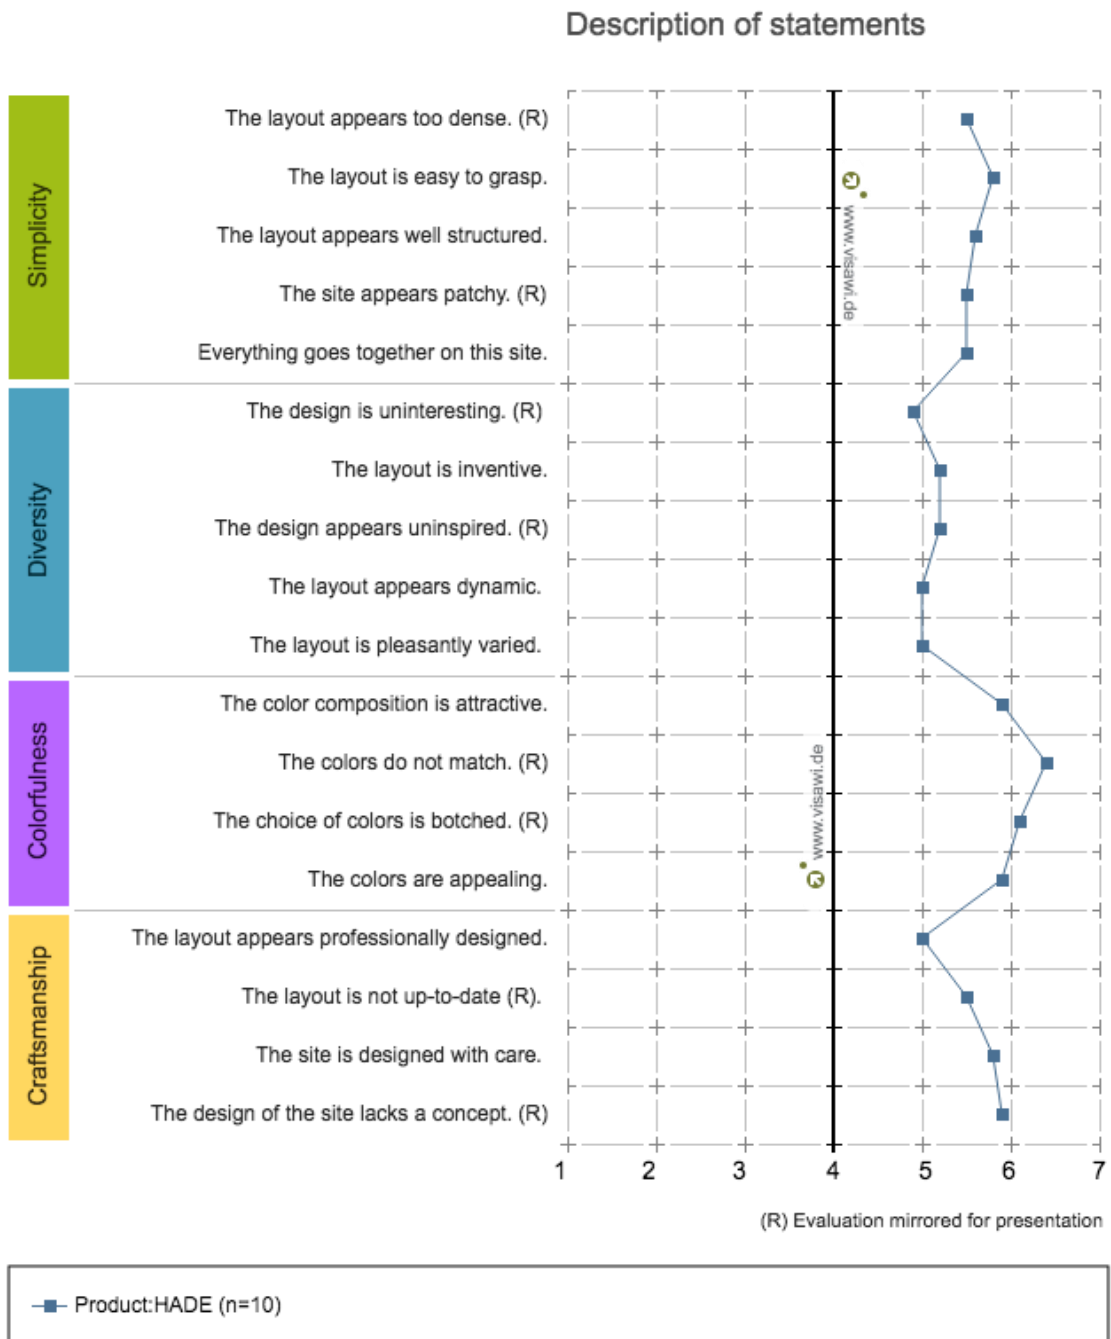 Description of statements
Simplicity
The layout appears too dense. (R)
The layout is easy to grasp.
The layout appears well structured.
The site appears patchy. (R)
Everything goes together on this site.
www.visawi.de
Diversity
The design is uninteresting. (R)
The layout is inventive.
The design appears uninspired. (R)
The layout appears dynamic.
The layout is pleasantly varied.
Colorfulness
The color composition is attractive.
The colors do not match. (R)
The choice of colors is botched. (R)
The colors are appealing.
www.visawi.de
Craftsmanship
The layout appears professionally designed.
The layout is not up-to-date (R).
The site is designed with care.
The design of the site lacks a concept. (R)
1 2 3 4 5 6 7
(R) Evaluation mirrored for presentation
Product:HADE (n=10)